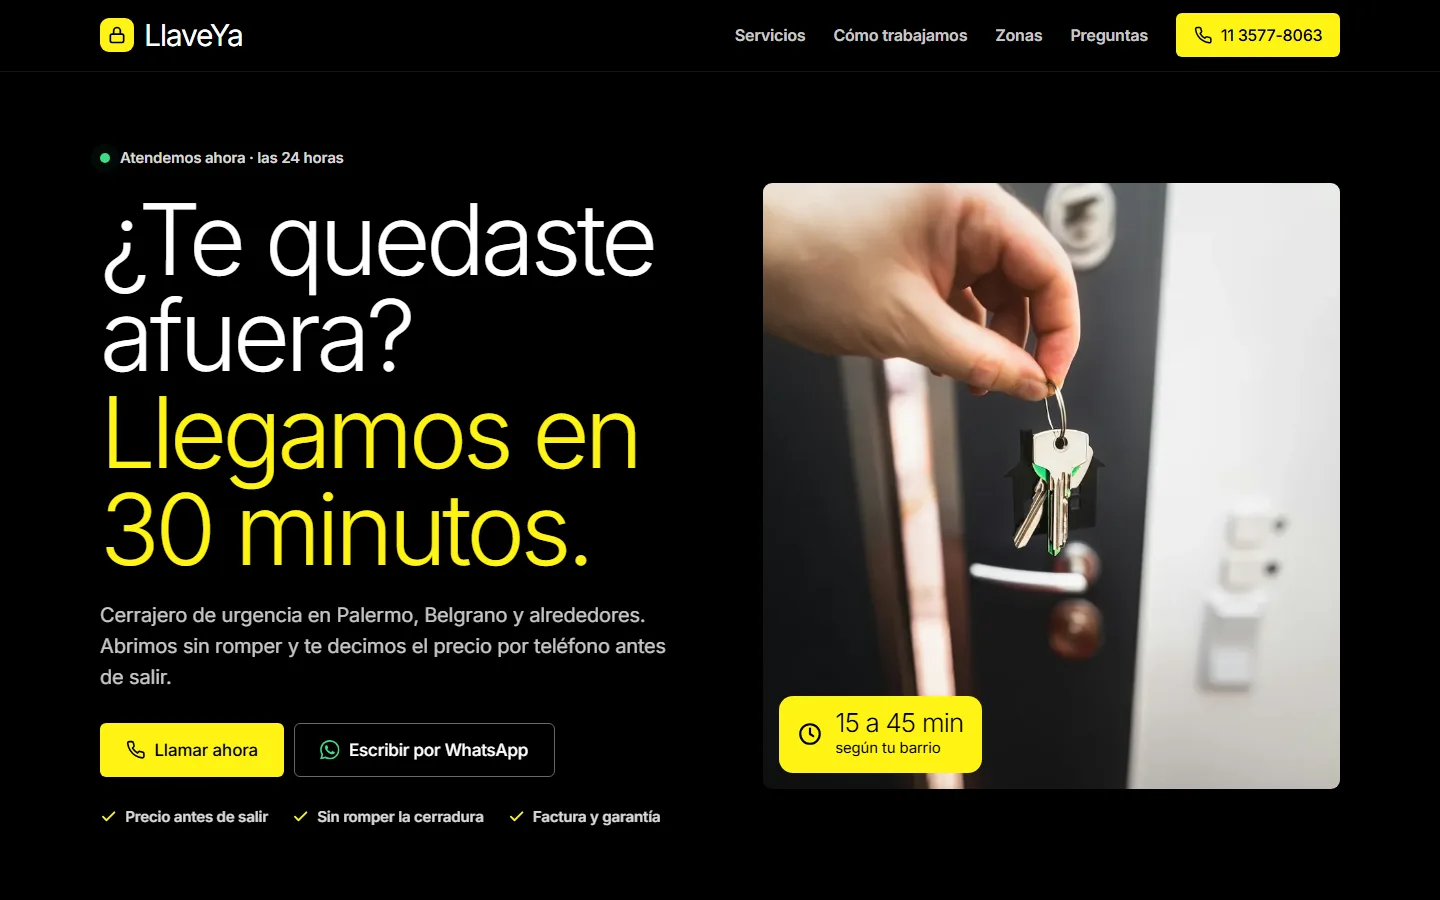 LlaveYa
Servicios
Cómo trabajamos
Zonas
Preguntas
11 3577-8063
Atendemos ahora · las 24 horas
¿Te quedaste
afuera?
Llegamos en
30 minutos.
Cerrajero de urgencia en Palermo, Belgrano y alrededores.
Abrimos sin romper y te decimos el precio por teléfono antes
de salir.
Llamar ahora
Escribir por WhatsApp
Precio antes de salir
Sin romper la cerradura
Factura y garantía
15 a 45 min
según tu barrio